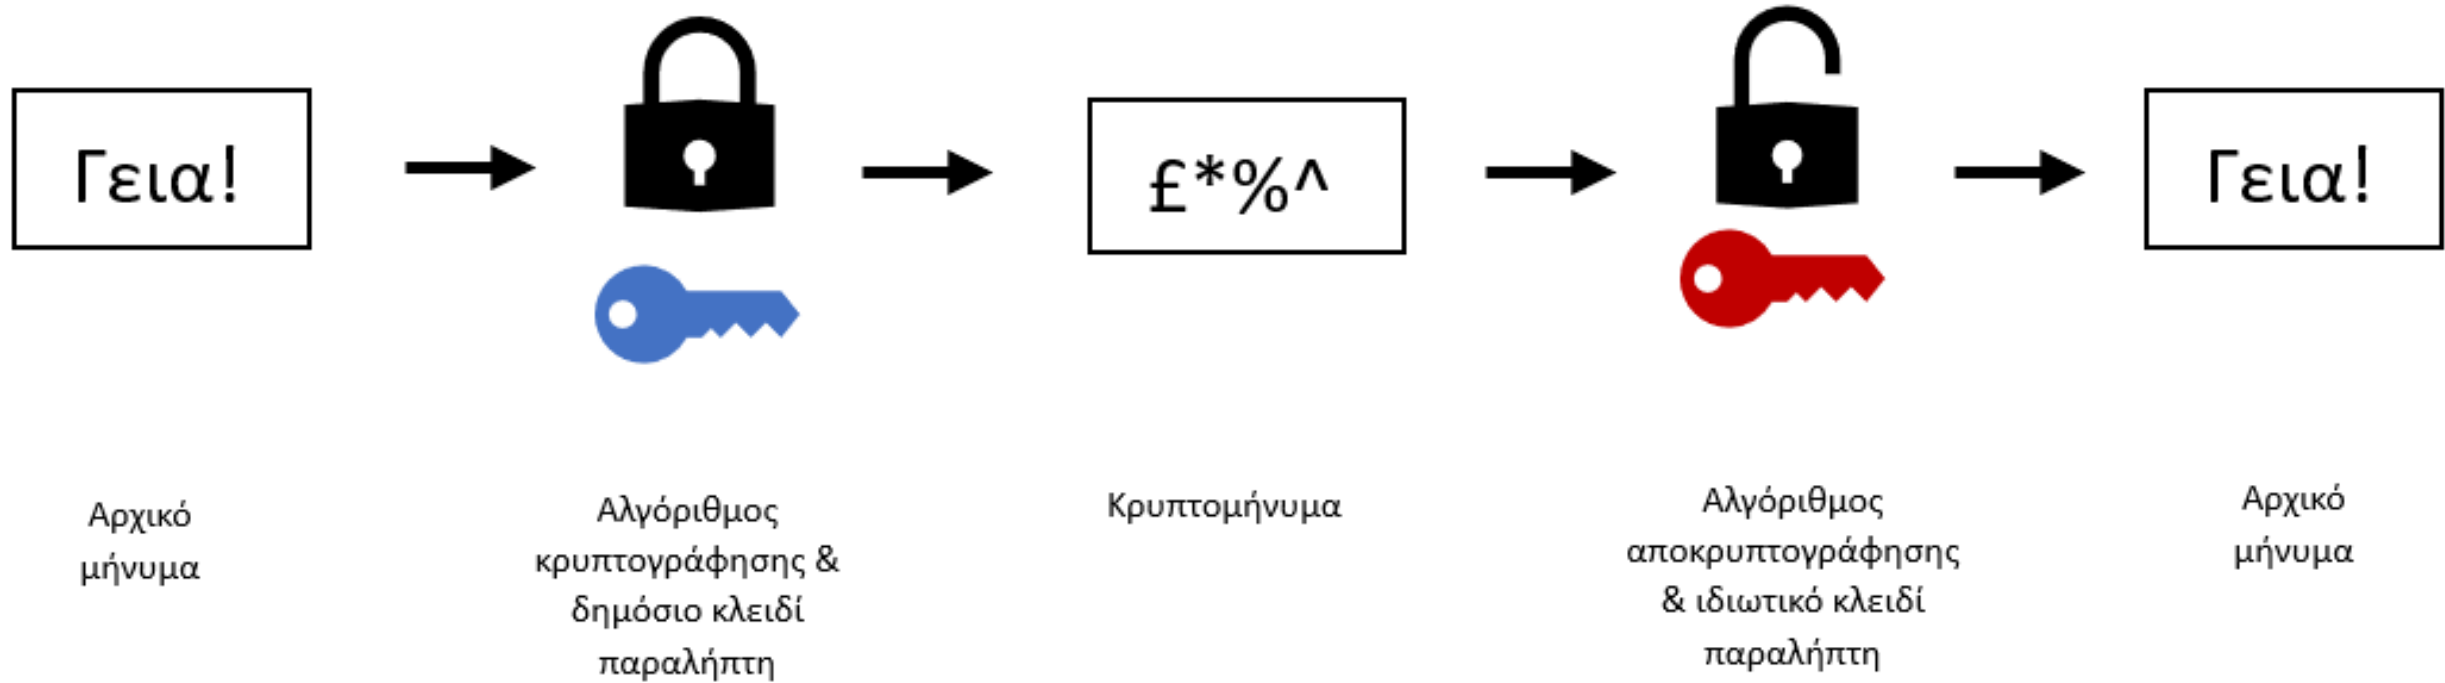 Γεια!
£*%^
Γεια!
Αρχικό
μήνυμα
Αλγόριθμος
κρυπτογράφησης &
δημόσιο κλειδί
παραλήπτη
Κρυπτομήνυμα
Αλγόριθμος
αποκρυπτογράφησης
& ιδιωτικό κλειδί
παραλήπτη
Αρχικό
μήνυμα